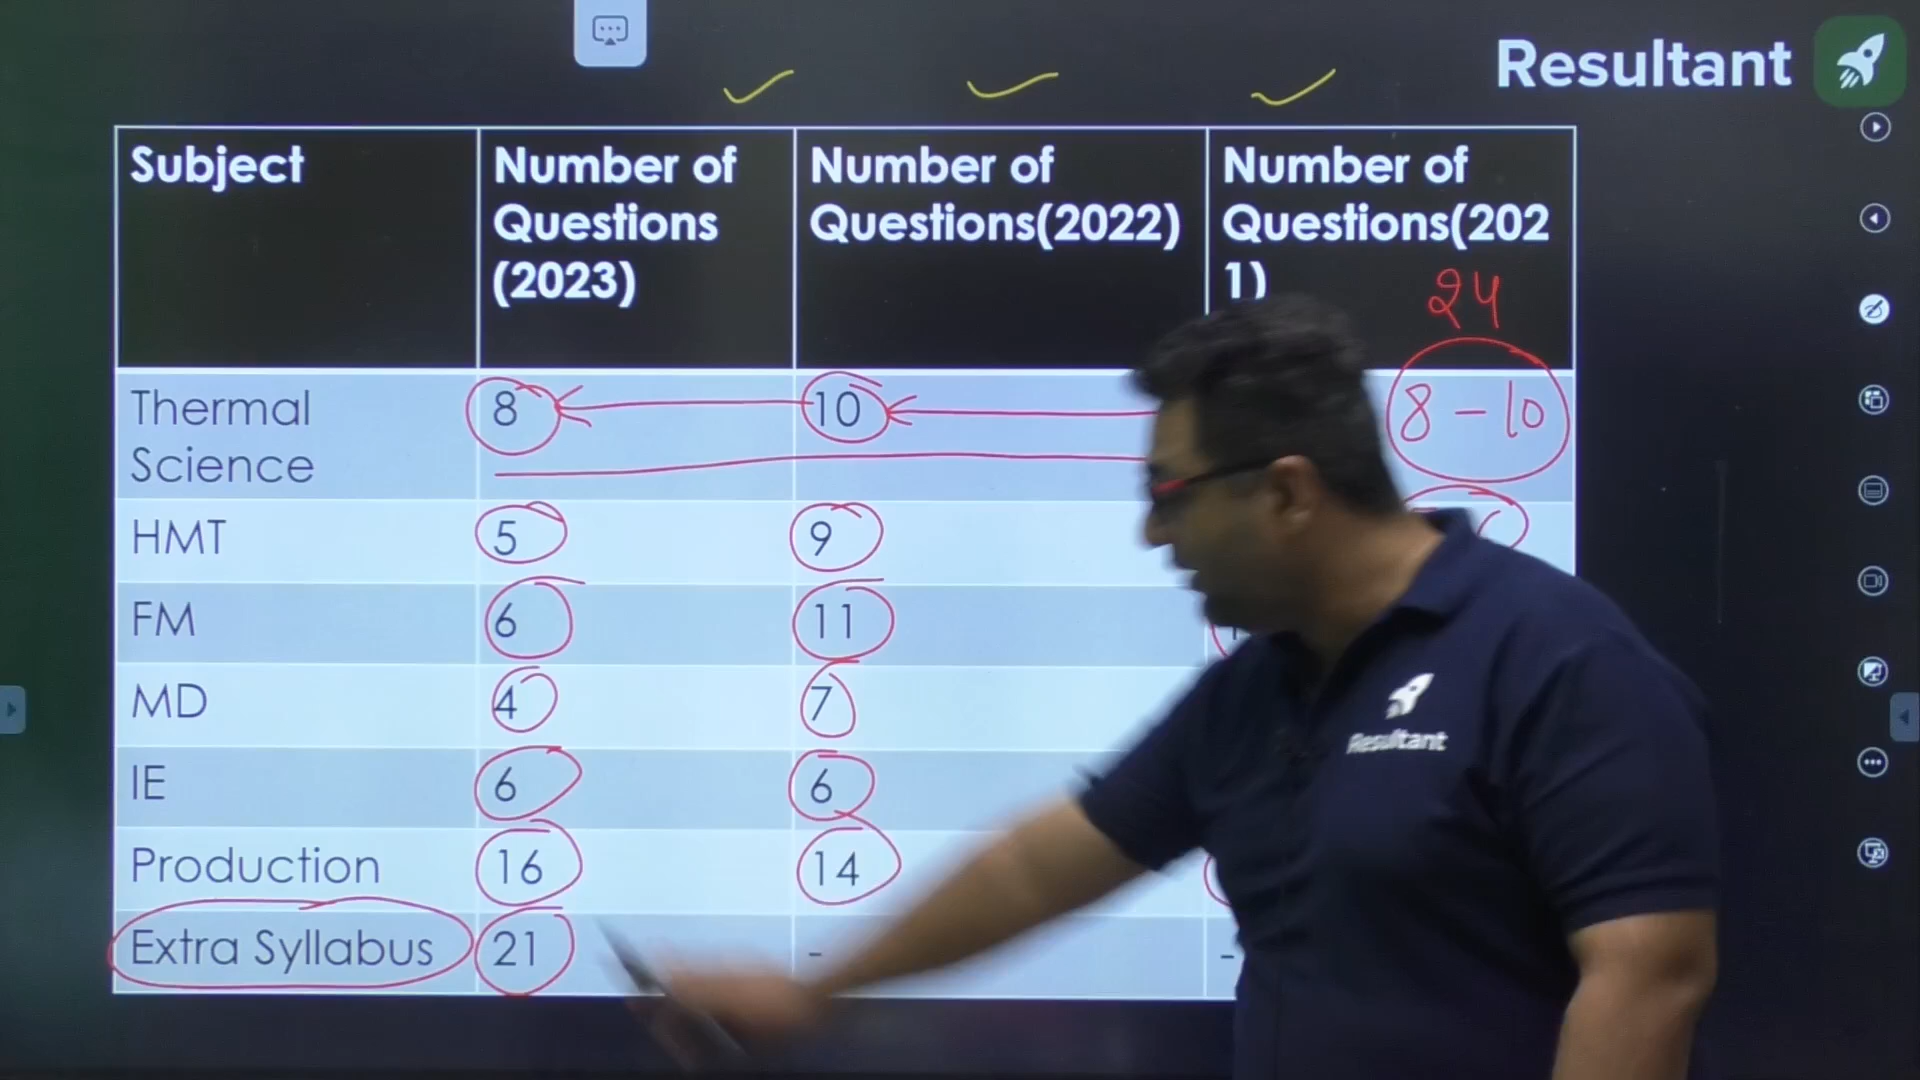 Resultant
Subject
Number of
Questions
(2023)
Number of
Questions(2022)
Number of
Questions(202
1)
24
Thermal
Science
8
10
8 - 10
HMT
5
9
FM
6
11
MD
4
7
IE
6
6
Production
16
14
Extra Syllabus
21
-
-
Resultant